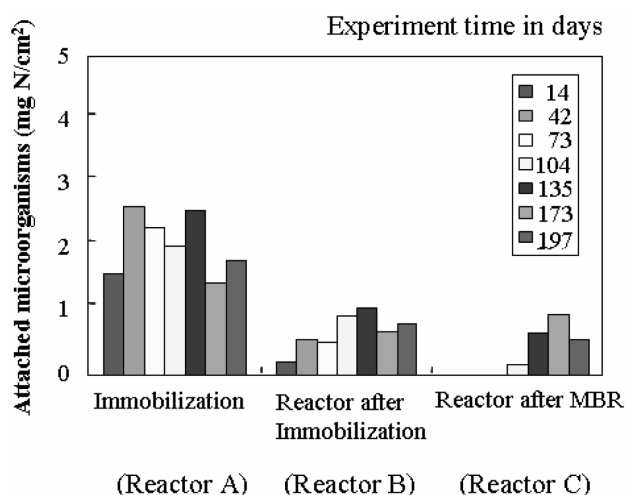 Experiment time in days
Attached microorganisms (mg N/cm²)
5
4
3
2
1
0
14
42
73
104
135
173
197
Immobilization
Reactor after
Immobilization
Reactor after MBR
(Reactor A)
(Reactor B)
(Reactor C)